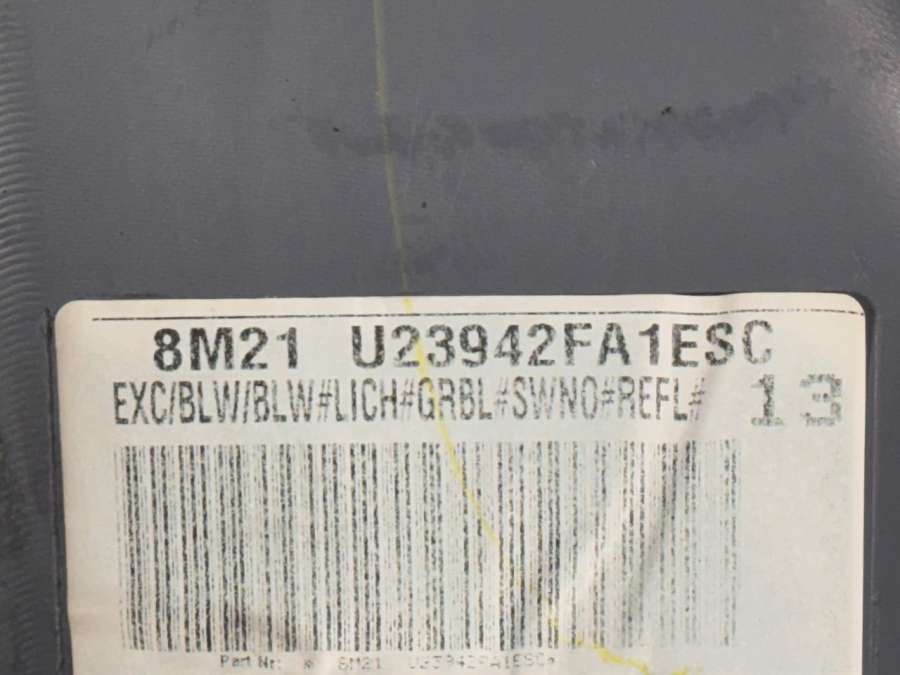 8M21 U23942FA1ESC
EXC/BLW/BLW#LICH#GRBL#SWNO#REFL#
13
Part Nr: * 8M21 U23942FA1ESC*